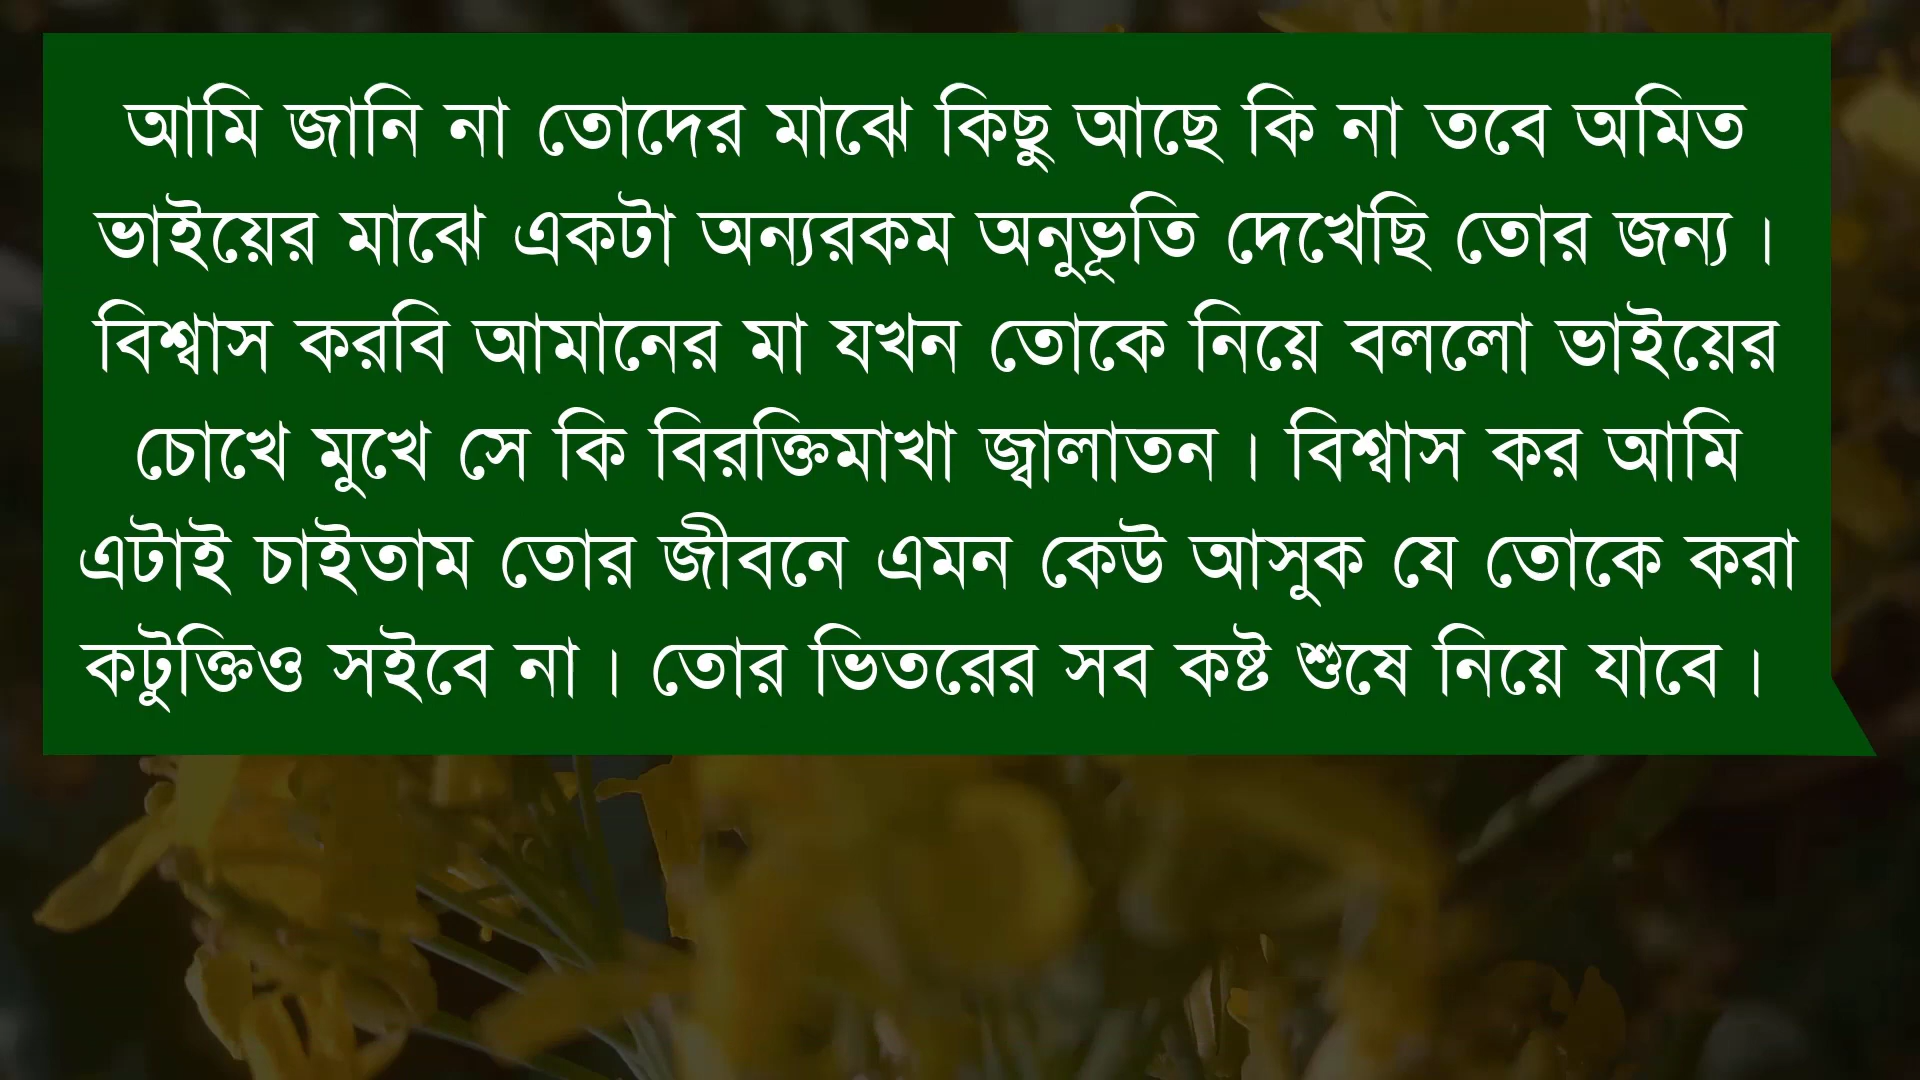 আমি জানি না তোদের মাঝে কিছু আছে কি না তবে অমিত
ভাইয়ের মাঝে একটা অন্যরকম অনুভূতি দেখেছি তোর জন্য।
বিশ্বাস করবি আমানের মা যখন তোকে নিয়ে বললো ভাইয়ের
চোখে মুখে সে কি বিরক্তিমাখা জ্বালাতন। বিশ্বাস কর আমি
এটাই চাইতাম তোর জীবনে এমন কেউ আসুক যে তোকে করা
কটুক্তিও সইবে না। তোর ভিতরের সব কষ্ট শুষে নিয়ে যাবে।